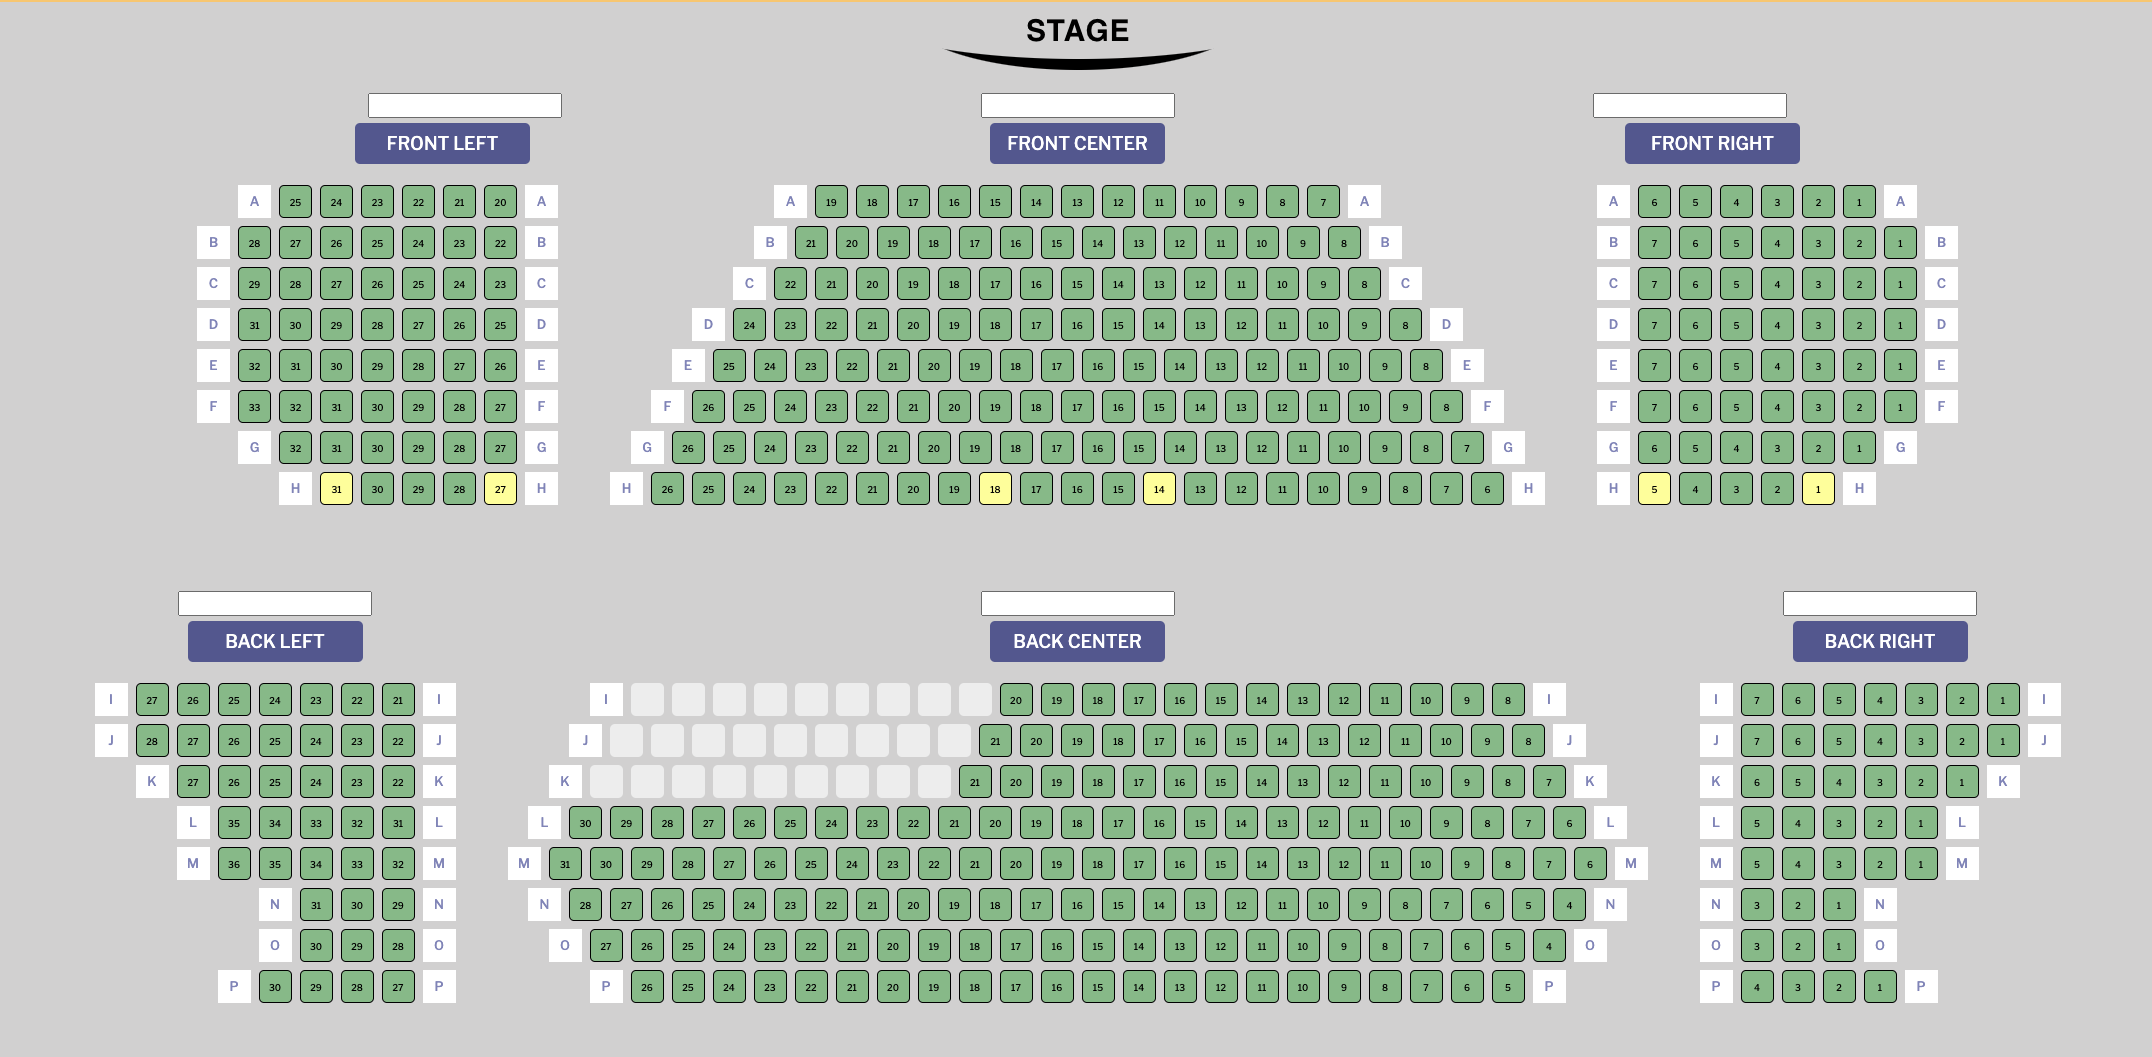 STAGE
FRONT LEFT FRONT CENTER FRONT RIGHT
A 25 24 23 22 21 20 A A 19 18 17 16 15 14 13 12 11 10 9 8 7 A A 6 5 4 3 2 1 A
B 28 27 26 25 24 23 22 B B 21 20 19 18 17 16 15 14 13 12 11 10 9 8 B B 7 6 5 4 3 2 1 B
C 29 28 27 26 25 24 23 C C 22 21 20 19 18 17 16 15 14 13 12 11 10 9 8 C C 7 6 5 4 3 2 1 C
D 31 30 29 28 27 26 25 D D 24 23 22 21 20 19 18 17 16 15 14 13 12 11 10 9 8 D D 7 6 5 4 3 2 1 D
E 32 31 30 29 28 27 26 E E 25 24 23 22 21 20 19 18 17 16 15 14 13 12 11 10 9 8 E E 7 6 5 4 3 2 1 E
F 33 32 31 30 29 28 27 F F 26 25 24 23 22 21 20 19 18 17 16 15 14 13 12 11 10 9 8 F F 7 6 5 4 3 2 1 F
G 32 31 30 29 28 27 G G 26 25 24 23 22 21 20 19 18 17 16 15 14 13 12 11 10 9 8 7 G G 6 5 4 3 2 1 G
H 31 30 29 28 27 H H 26 25 24 23 22 21 20 19 18 17 16 15 14 13 12 11 10 9 8 7 6 H H 5 4 3 2 1 H
BACK LEFT BACK CENTER BACK RIGHT
I 27 26 25 24 23 22 21 I I 20 19 18 17 16 15 14 13 12 11 10 9 8 I I 7 6 5 4 3 2 1 I
J 28 27 26 25 24 23 22 J J 21 20 19 18 17 16 15 14 13 12 11 10 9 8 J J 7 6 5 4 3 2 1 J
K 27 26 25 24 23 22 K K 21 20 19 18 17 16 15 14 13 12 11 10 9 8 7 K K 6 5 4 3 2 1 K
L 35 34 33 32 31 L L 30 29 28 27 26 25 24 23 22 21 20 19 18 17 16 15 14 13 12 11 10 9 8 7 6 L L 5 4 3 2 1 L
M 36 35 34 33 32 M M 31 30 29 28 27 26 25 24 23 22 21 20 19 18 17 16 15 14 13 12 11 10 9 8 7 6 M M 5 4 3 2 1 M
N 31 30 29 N N 28 27 26 25 24 23 22 21 20 19 18 17 16 15 14 13 12 11 10 9 8 7 6 5 4 N N 3 2 1 N
O 30 29 28 O O 27 26 25 24 23 22 21 20 19 18 17 16 15 14 13 12 11 10 9 8 7 6 5 4 O O 3 2 1 O
P 30 29 28 27 P P 26 25 24 23 22 21 20 19 18 17 16 15 14 13 12 11 10 9 8 7 6 5 P P 4 3 2 1 P